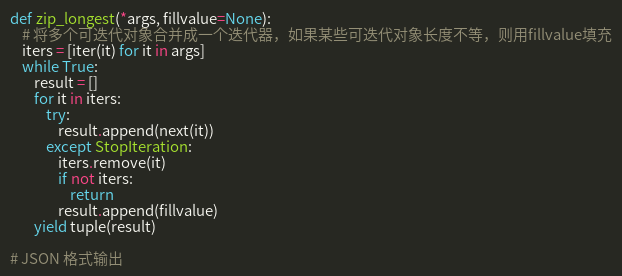 def zip_longest(*args, fillvalue=None):
    # 将多个可迭代对象合并成一个迭代器，如果某些可迭代对象长度不等，则用fillvalue填充
    iters = [iter(it) for it in args]
    while True:
        result = []
        for it in iters:
            try:
                result.append(next(it))
            except StopIteration:
                iters.remove(it)
                if not iters:
                    return
                result.append(fillvalue)
        yield tuple(result)

# JSON 格式输出